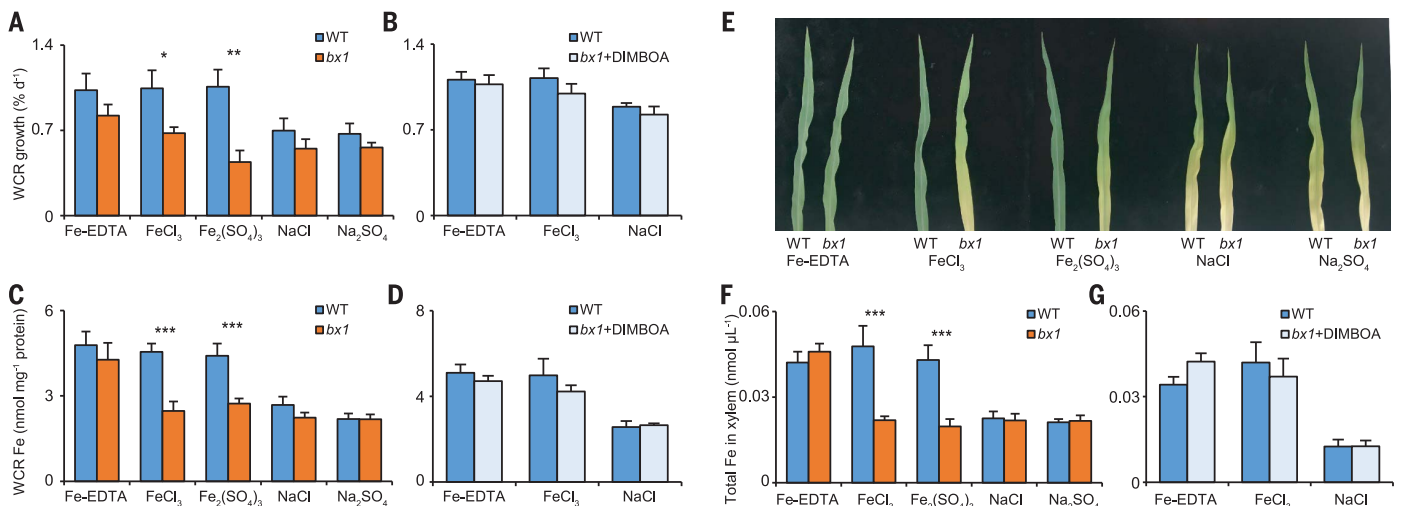 A
WCR growth (% d⁻¹)
1.4
0.7
0
WT
bx1
*
**
Fe-EDTA FeCl₃ Fe₂(SO₄)₃ NaCl Na₂SO₄
B
1.4
0.7
0
WT
bx1+DIMBOA
Fe-EDTA FeCl₃ NaCl
E
WT bx1 WT bx1 WT bx1 WT bx1 WT bx1
Fe-EDTA FeCl₃ Fe₂(SO₄)₃ NaCl Na₂SO₄
C
WCR Fe (nmol mg⁻¹ protein)
6
3
0
WT
bx1
***
***
Fe-EDTA FeCl₃ Fe₂(SO₄)₃ NaCl Na₂SO₄
D
8
4
0
WT
bx1+DIMBOA
Fe-EDTA FeCl₃ NaCl
F
Total Fe in xylem (nmol µL⁻¹)
0.06
0.03
0
WT
bx1
***
***
Fe-EDTA FeCl₃ Fe₂(SO₄)₃ NaCl Na₂SO₄
G
0.06
0.03
0
WT
bx1+DIMBOA
Fe-EDTA FeCl₃ NaCl